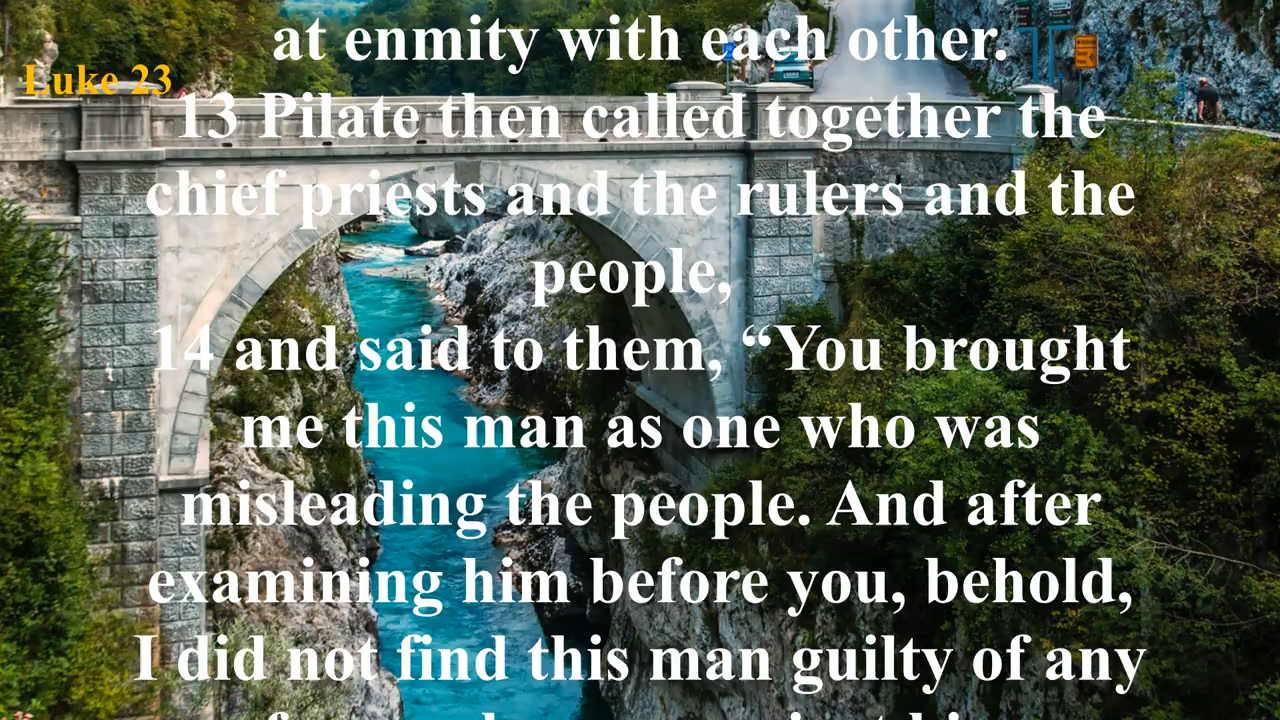 at enmity with each other.
Luke 23
13 Pilate then called together the
chief priests and the rulers and the
people,
14 and said to them, “You brought
me this man as one who was
misleading the people. And after
examining him before you, behold,
I did not find this man guilty of any